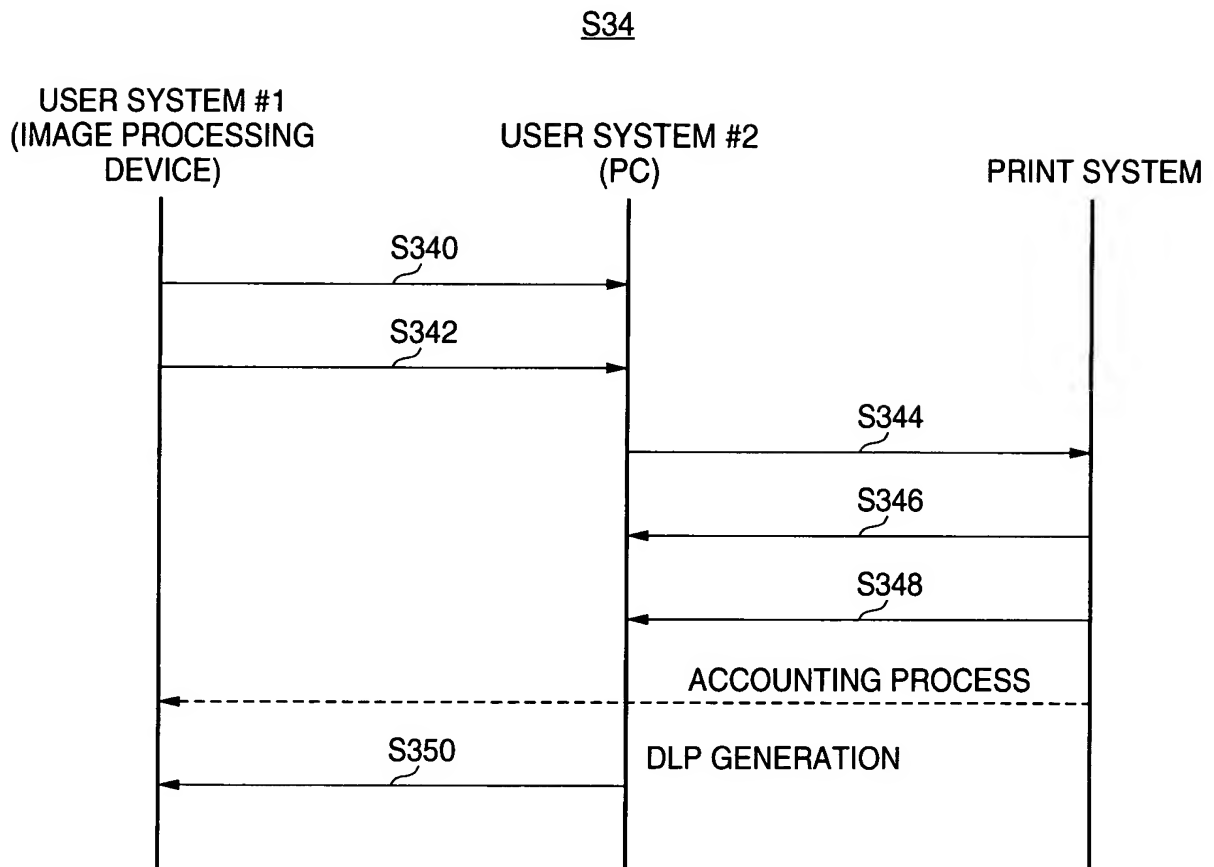 S34
USER SYSTEM #1
(IMAGE PROCESSING
DEVICE)
USER SYSTEM #2
(PC)
PRINT SYSTEM
S340
S342
S344
S346
S348
ACCOUNTING PROCESS
S350
DLP GENERATION